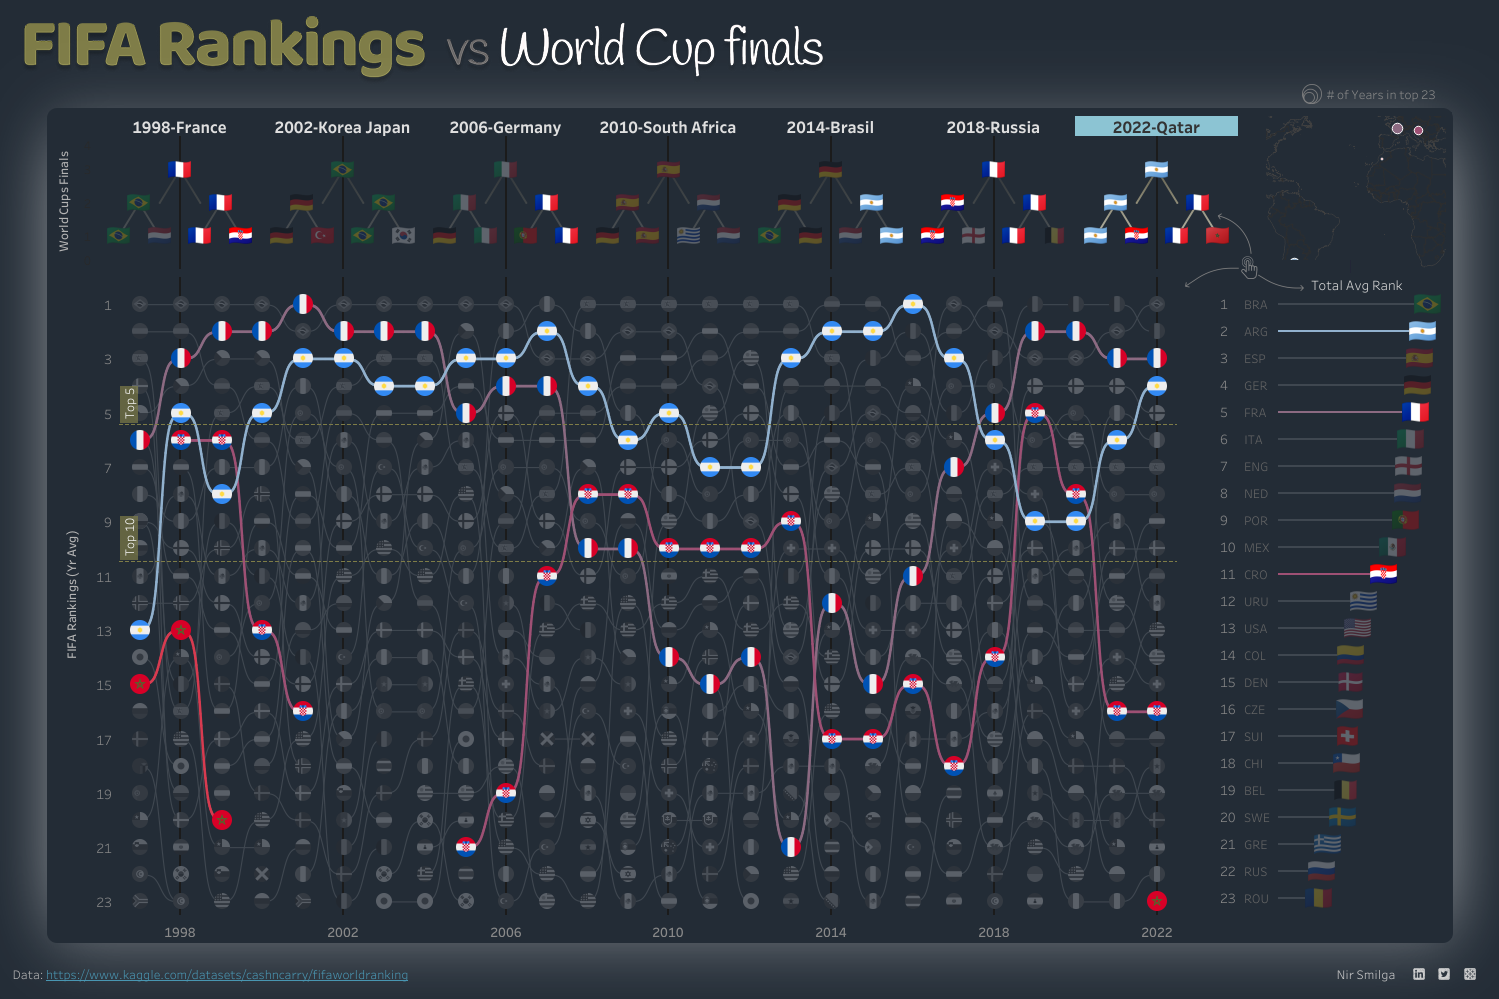 FIFA Rankings vs World Cup finals
# of Years in top 23
1998-France 2002-Korea Japan 2006-Germany 2010-South Africa 2014-Brasil 2018-Russia 2022-Qatar
World Cups Finals
Total Avg Rank
1
3
Top 5
5
7
9
Top 10
11
13
15
17
19
21
23
FIFA Rankings (Yr Avg)
1 BRA
2 ARG
3 ESP
4 GER
5 FRA
6 ITA
7 ENG
8 NED
9 POR
10 MEX
11 CRO
12 URU
13 USA
14 COL
15 DEN
16 CZE
17 SUI
18 CHI
19 BEL
20 SWE
21 GRE
22 RUS
23 ROU
1998 2002 2006 2010 2014 2018 2022
Data: https://www.kaggle.com/datasets/cashncarry/fifaworldranking
Nir Smilga